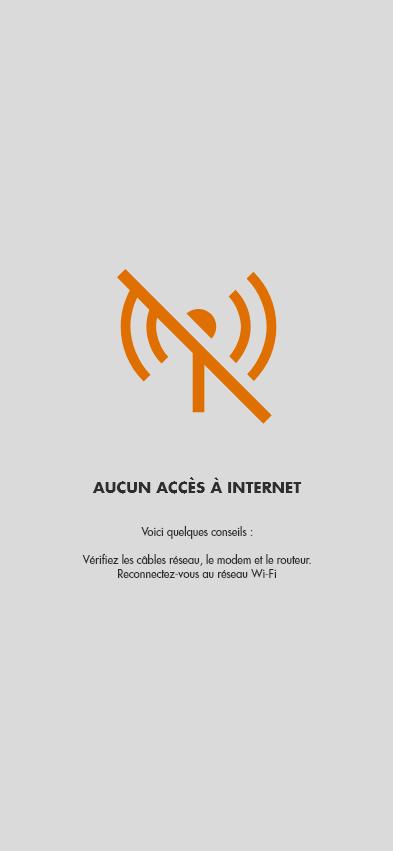 AUCUN ACCÈS À INTERNET
Voici quelques conseils :
Vérifiez les câbles réseau, le modem et le routeur.
Reconnectez-vous au réseau Wi-Fi